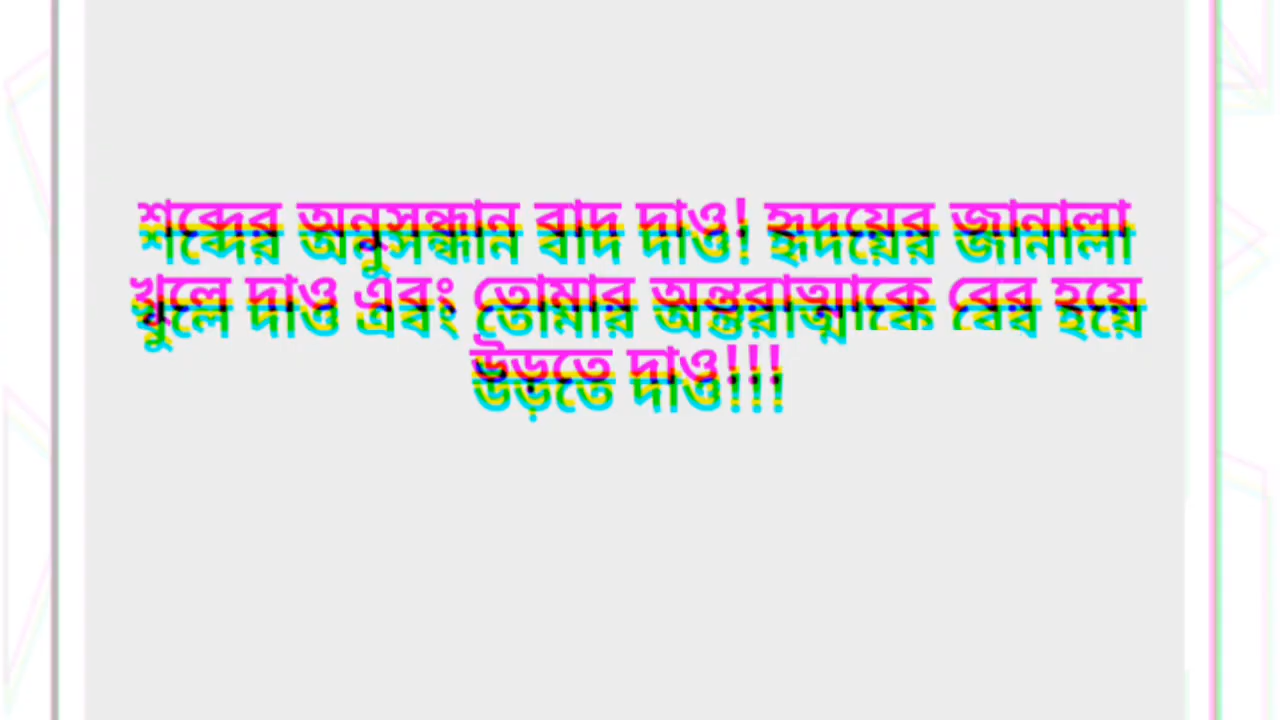 শব্দের অনুসন্ধান বাদ দাও! হৃদয়ের জানাল্লা
খুলে দাও এবং তোমার অন্তরাত্মাকে বের হয়ে
উড়তে দাও!!!